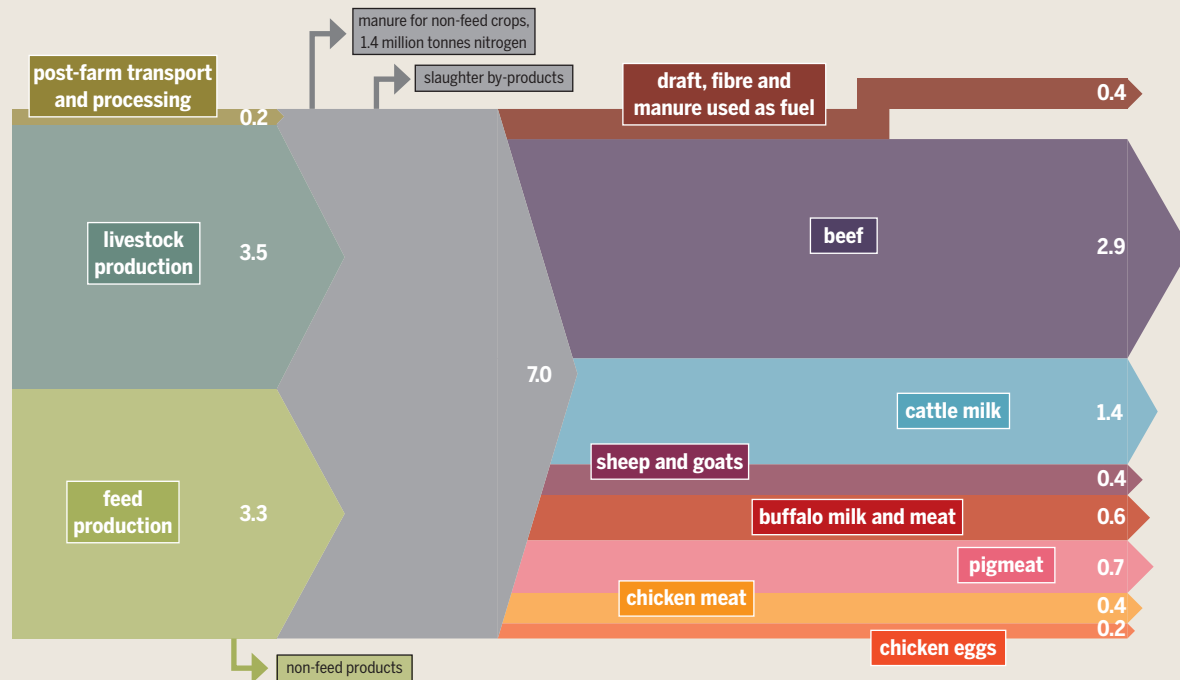 manure for non-feed crops,
1.4 million tonnes nitrogen
slaughter by-products
post-farm transport
and processing
0.2
livestock
production
3.5
feed
production
3.3
non-feed products
7.0
draft, fibre and
manure used as fuel
0.4
beef
2.9
cattle milk
1.4
sheep and goats
0.4
buffalo milk and meat
0.6
pigmeat
0.7
chicken meat
0.4
0.2
chicken eggs